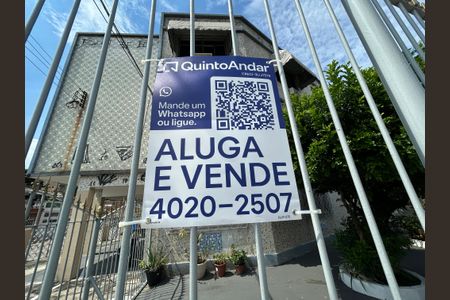 QuintoAndar
Mande um
Whatsapp
ou ligue.
ALUGA
E VENDE
4020-2507